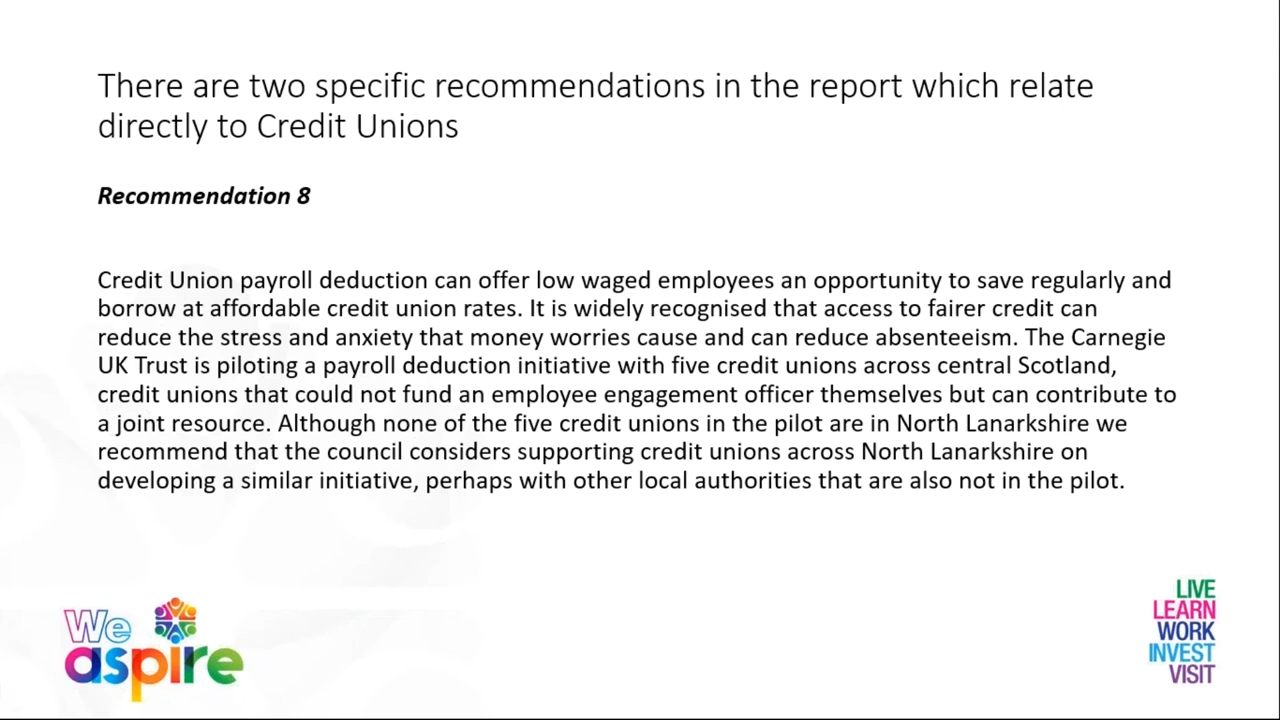 There are two specific recommendations in the report which relate
directly to Credit Unions
Recommendation 8
Credit Union payroll deduction can offer low waged employees an opportunity to save regularly and
borrow at affordable credit union rates. It is widely recognised that access to fairer credit can
reduce the stress and anxiety that money worries cause and can reduce absenteeism. The Carnegie
UK Trust is piloting a payroll deduction initiative with five credit unions across central Scotland,
credit unions that could not fund an employee engagement officer themselves but can contribute to
a joint resource. Although none of the five credit unions in the pilot are in North Lanarkshire we
recommend that the council considers supporting credit unions across North Lanarkshire on
developing a similar initiative, perhaps with other local authorities that are also not in the pilot.
We
aspire
LIVE
LEARN
WORK
INVEST
VISIT